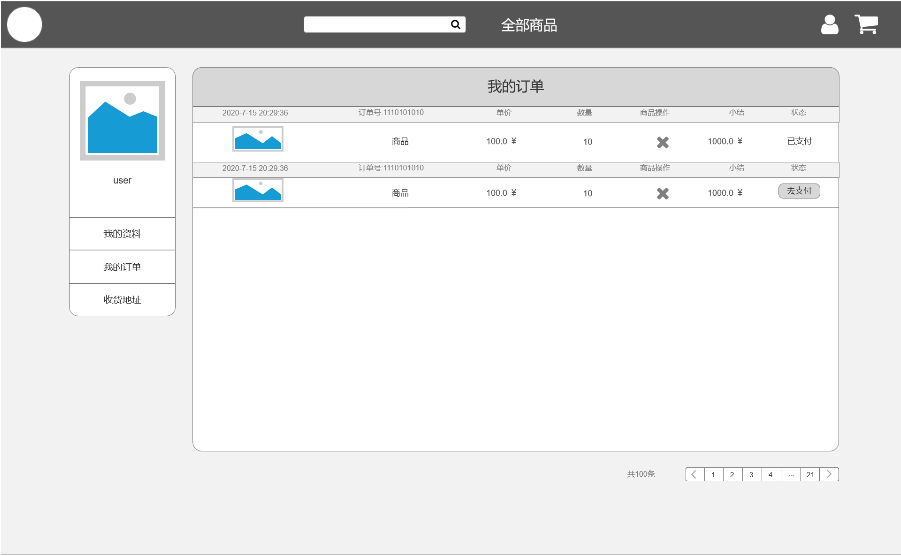 全部商品
user
我的资料
我的订单
收货地址
我的订单
2020-7-15 20:29:36 订单号:1110101010 单价 数量 商品操作 小结 状态
商品 100.0 ¥ 10 1000.0 ¥ 已支付
2020-7-15 20:29:36 订单号:1110101010 单价 数量 商品操作 小结 状态
商品 100.0 ¥ 10 1000.0 ¥ 去支付
共100条 1 2 3 4 ... 21